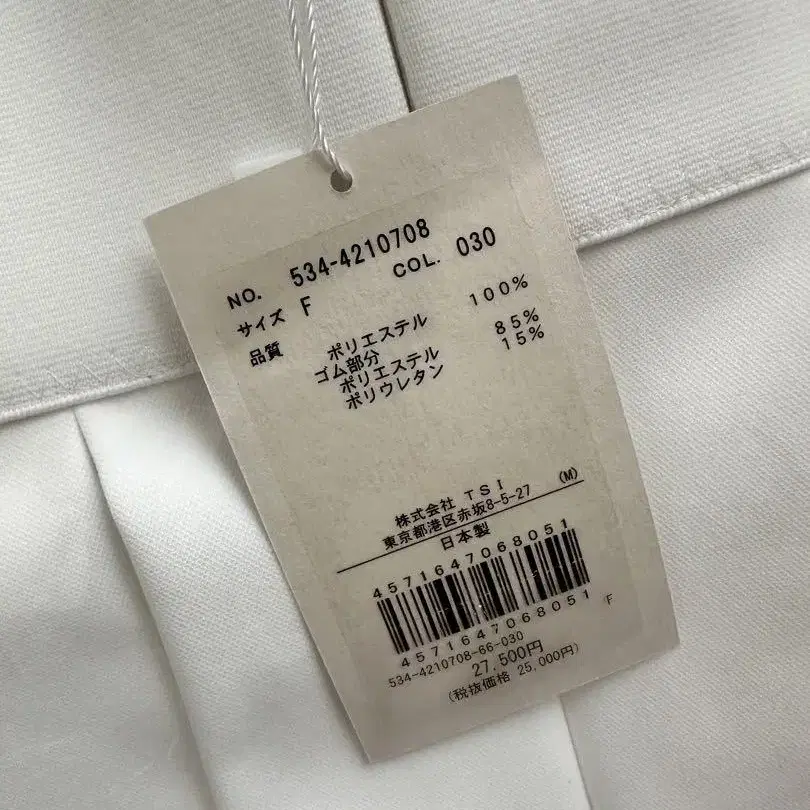 NO. 534-4210708 COL. 030
サイズ F
品質 ポリエステル 100%
ゴム部分
ポリエステル 85%
ポリウレタン 15%
株式会社 TSI
東京都港区赤坂8-5-27 (M)
日本製
4571647068051
4571647068051 F
534-4210708-66-030
27,500円
(税抜価格 25,000円)